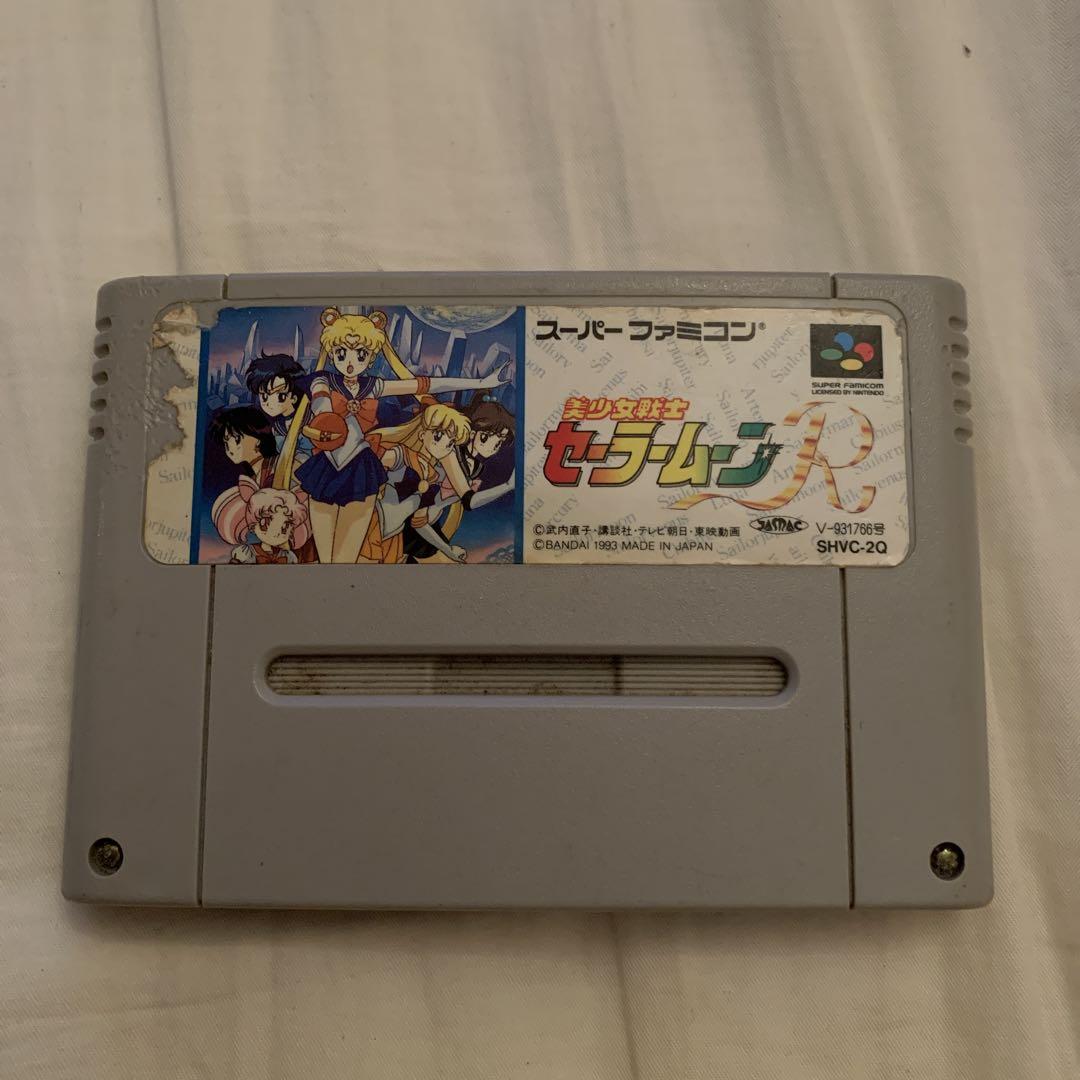 スーパーファミコン®
SUPER FAMICOM
LICENSED BY NINTENDO
美少女戦士
セーラームーンR
©武内直子・講談社・テレビ朝日・東映動画
©BANDAI 1993 MADE IN JAPAN
JASRAC
V-931766号
SHVC-2Q